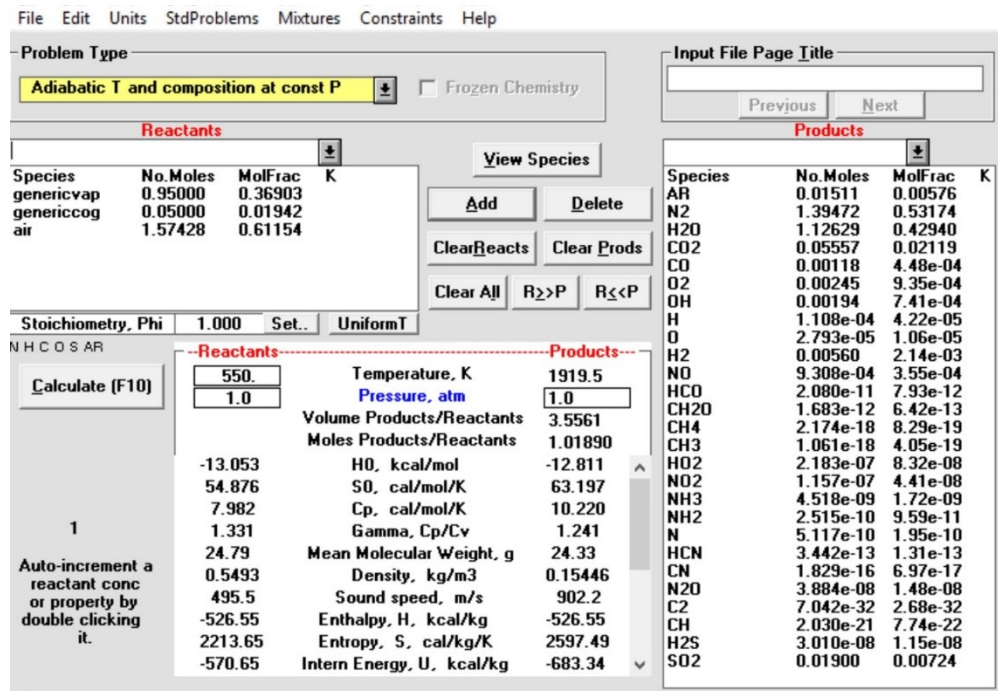 File Edit Units StdProblems Mixtures Constraints Help
Problem Type
Adiabatic T and composition at const P
Frozen Chemistry
Input File Page Title
Previous Next
Reactants
Species No.Moles MolFrac K
genericvap 0.95000 0.36903
genericcog 0.05000 0.01942
air 1.57428 0.61154
Stoichiometry, Phi 1.000 Set.. UniformT
View Species
Add Delete
ClearReacts Clear Prods
Clear All R>>P R<<P
N H C O S AR
Calculate (F10)
1
Auto-increment a
reactant conc
or property by
double clicking
it.
Reactants Products
550. Temperature, K 1919.5
1.0 Pressure, atm 1.0
Volume Products/Reactants 3.5561
Moles Products/Reactants 1.01890
-13.053 H0, kcal/mol -12.811
54.876 S0, cal/mol/K 63.197
7.982 Cp, cal/mol/K 10.220
1.331 Gamma, Cp/Cv 1.241
24.79 Mean Molecular Weight, g 24.33
0.5493 Density, kg/m3 0.15446
495.5 Sound speed, m/s 902.2
-526.55 Enthalpy, H, kcal/kg -526.55
2213.65 Entropy, S, cal/kg/K 2597.49
-570.65 Intern Energy, U, kcal/kg -683.34
Products
Species No.Moles MolFrac K
AR 0.01511 0.00576
N2 1.39472 0.53174
H2O 1.12629 0.42940
CO2 0.05557 0.02119
CO 0.00118 4.48e-04
O2 0.00245 9.35e-04
OH 0.00194 7.41e-04
H 1.108e-04 4.22e-05
O 2.793e-05 1.06e-05
H2 0.00560 2.14e-03
NO 9.308e-04 3.55e-04
HCO 2.080e-11 7.93e-12
CH2O 1.683e-12 6.42e-13
CH4 2.174e-18 8.29e-19
CH3 1.061e-18 4.05e-19
HO2 2.183e-07 8.32e-08
NO2 1.157e-07 4.41e-08
NH3 4.518e-09 1.72e-09
NH2 2.515e-10 9.59e-11
N 5.117e-10 1.95e-10
HCN 3.442e-13 1.31e-13
CN 1.829e-16 6.97e-17
N2O 3.884e-08 1.48e-08
C2 7.042e-32 2.68e-32
CH 2.030e-21 7.74e-22
H2S 3.010e-08 1.15e-08
SO2 0.01900 0.00724